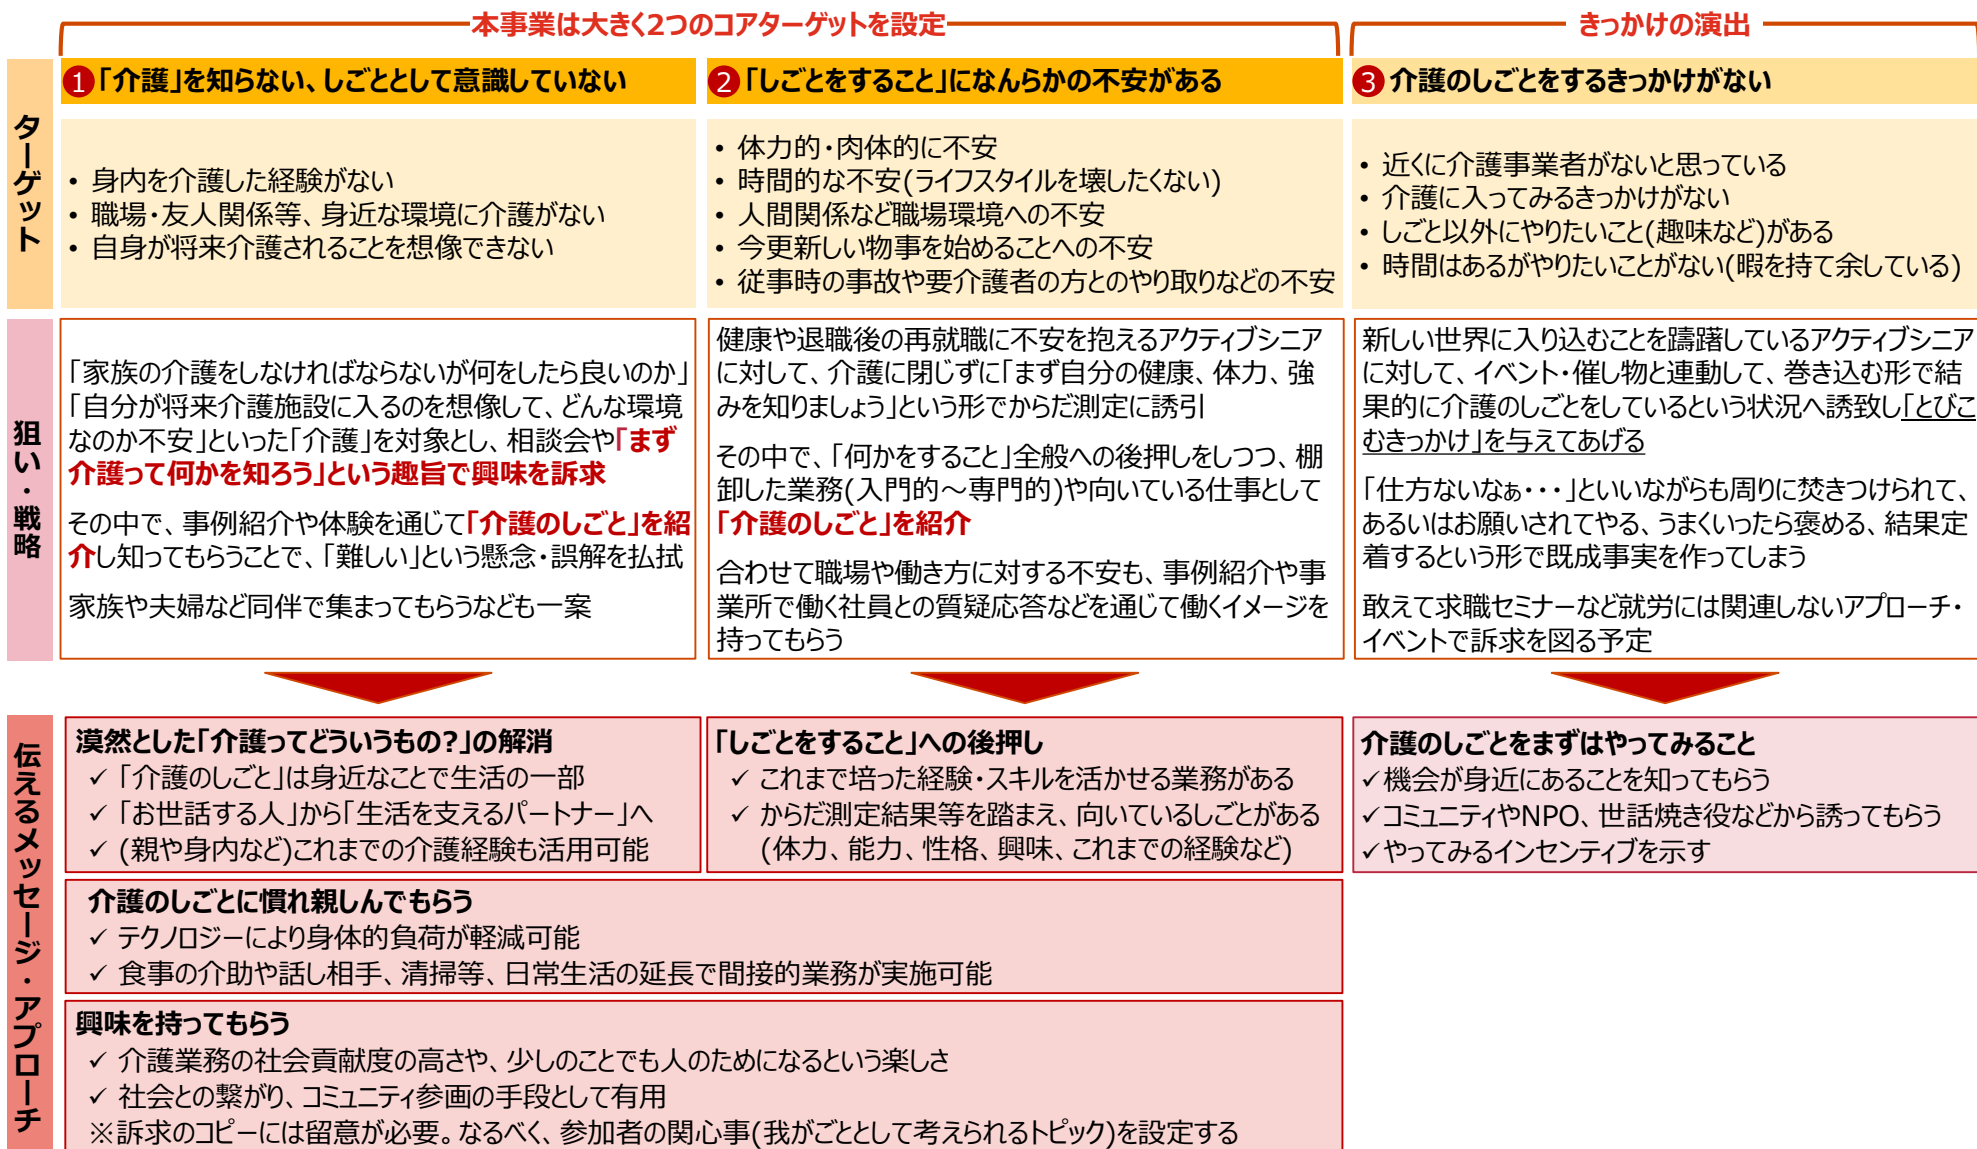 本事業は大きく2つのコアターゲットを設定
きっかけの演出
ターゲット
1 「介護」を知らない、しごととして意識していない
• 身内を介護した経験がない
• 職場・友人関係等、身近な環境に介護がない
• 自身が将来介護されることを想像できない
2 「しごとをすること」になんらかの不安がある
• 体力的・肉体的に不安
• 時間的な不安(ライフスタイルを壊したくない)
• 人間関係など職場環境への不安
• 今更新しい物事を始めることへの不安
• 従事時の事故や要介護者の方とのやり取りなどの不安
3 介護のしごとをするきっかけがない
• 近くに介護事業者がないと思っている
• 介護に入ってみるきっかけがない
• しごと以外にやりたいこと(趣味など)がある
• 時間はあるがやりたいことがない(暇を持て余している)
狙い・戦略
「家族の介護をしなければならないが何をしたら良いのか」
「自分が将来介護施設に入るのを想像して、どんな環境
なのか不安」といった「介護」を対象とし、相談会や「まず
介護って何かを知ろう」という趣旨で興味を訴求
その中で、事例紹介や体験を通じて「介護のしごと」を紹
介し知ってもらうことで、「難しい」という懸念・誤解を払拭
家族や夫婦など同伴で集まってもらうなども一案
健康や退職後の再就職に不安を抱えるアクティブシニア
に対して、介護に閉じずに「まず自分の健康、体力、強
みを知りましょう」という形でからだ測定に誘引
その中で、「何かをすること」全般への後押しをしつつ、棚
卸した業務(入門的～専門的)や向いている仕事として
「介護のしごと」を紹介
合わせて職場や働き方に対する不安も、事例紹介や事
業所で働く社員との質疑応答などを通じて働くイメージを
持ってもらう
新しい世界に入り込むことを躊躇しているアクティブシニア
に対して、イベント・催し物と連動して、巻き込む形で結
果的に介護のしごとをしているという状況へ誘致し「とびこ
むきっかけ」を与えてあげる
「仕方ないなぁ・・・」といいながらも周りに焚きつけられて、
あるいはお願いされてやる、うまくいったら褒める、結果定
着するという形で既成事実を作ってしまう
敢えて求職セミナーなど就労には関連しないアプローチ・
イベントで訴求を図る予定
伝えるメッセージ・アプローチ
漠然とした「介護ってどういうもの?」の解消
✓ 「介護のしごと」は身近なことで生活の一部
✓ 「お世話する人」から「生活を支えるパートナー」へ
✓ (親や身内など)これまでの介護経験も活用可能
「しごとをすること」への後押し
✓ これまで培った経験・スキルを活かせる業務がある
✓ からだ測定結果等を踏まえ、向いているしごとがある
(体力、能力、性格、興味、これまでの経験など)
介護のしごとをまずはやってみること
✓機会が身近にあることを知ってもらう
✓コミュニティやNPO、世話焼き役などから誘ってもらう
✓やってみるインセンティブを示す
介護のしごとに慣れ親しんでもらう
✓ テクノロジーにより身体的負荷が軽減可能
✓ 食事の介助や話し相手、清掃等、日常生活の延長で間接的業務が実施可能
興味を持ってもらう
✓ 介護業務の社会貢献度の高さや、少しのことでも人のためになるという楽しさ
✓ 社会との繋がり、コミュニティ参画の手段として有用
※訴求のコピーには留意が必要。なるべく、参加者の関心事(我がごととして考えられるトピック)を設定する